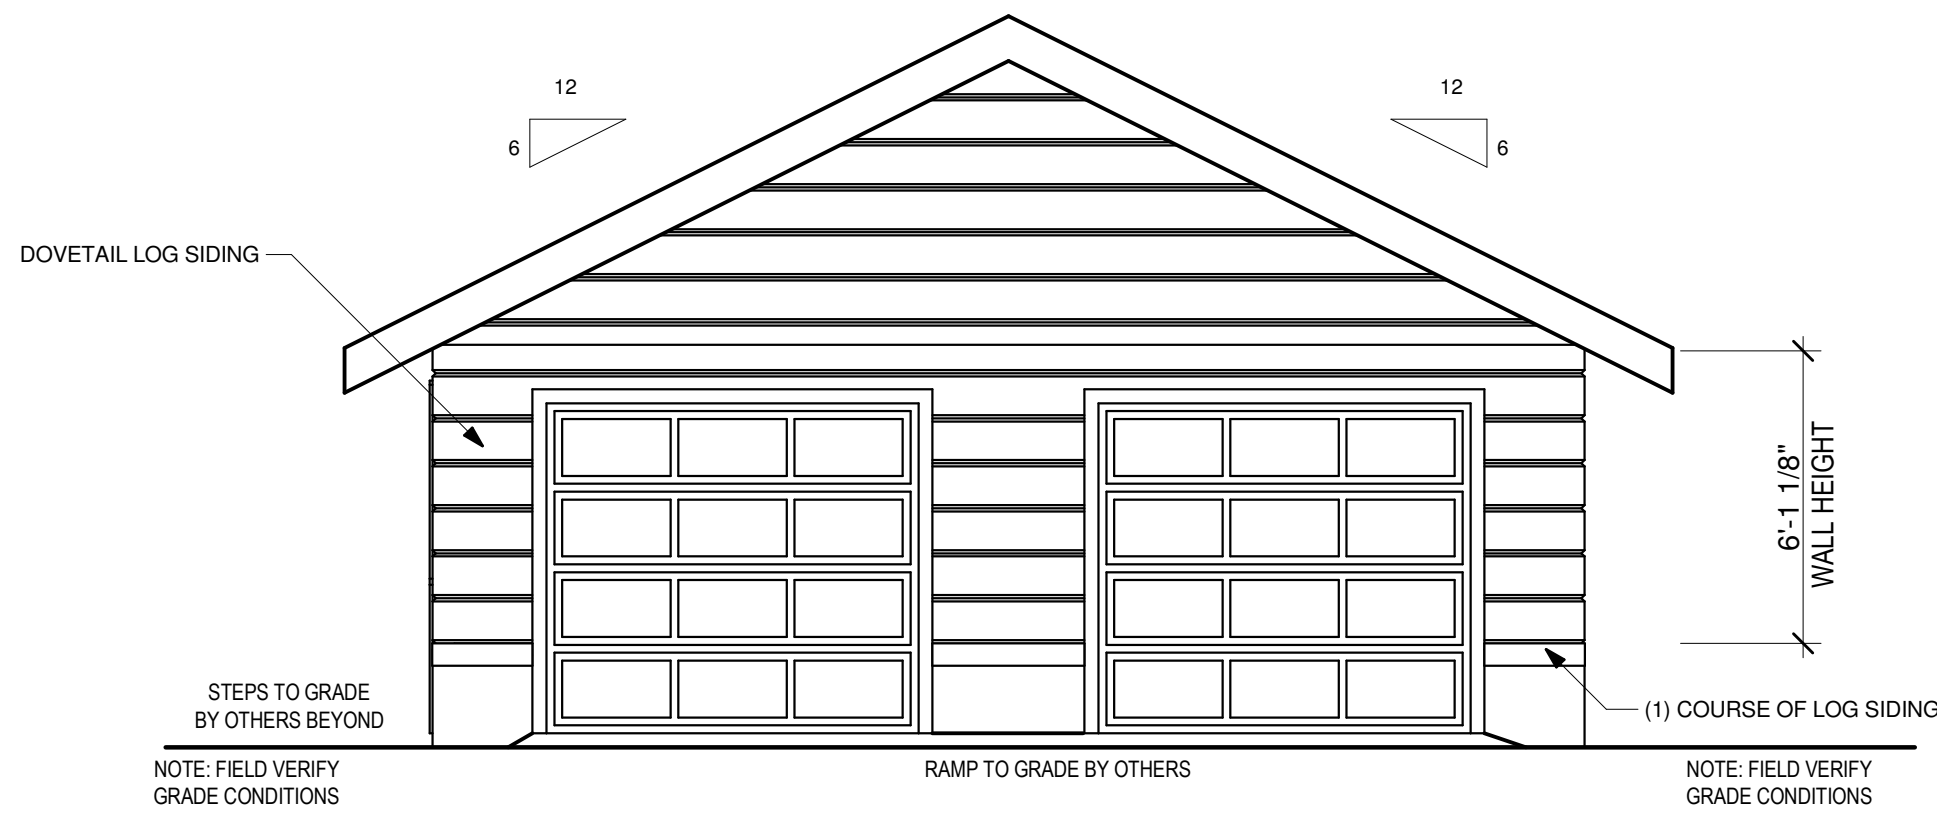 12
12
6
6
DOVETAIL LOG SIDING
6'-1 1/8"
WALL HEIGHT
STEPS TO GRADE
BY OTHERS BEYOND
(1) COURSE OF LOG SIDING
NOTE: FIELD VERIFY
GRADE CONDITIONS
RAMP TO GRADE BY OTHERS
NOTE: FIELD VERIFY
GRADE CONDITIONS